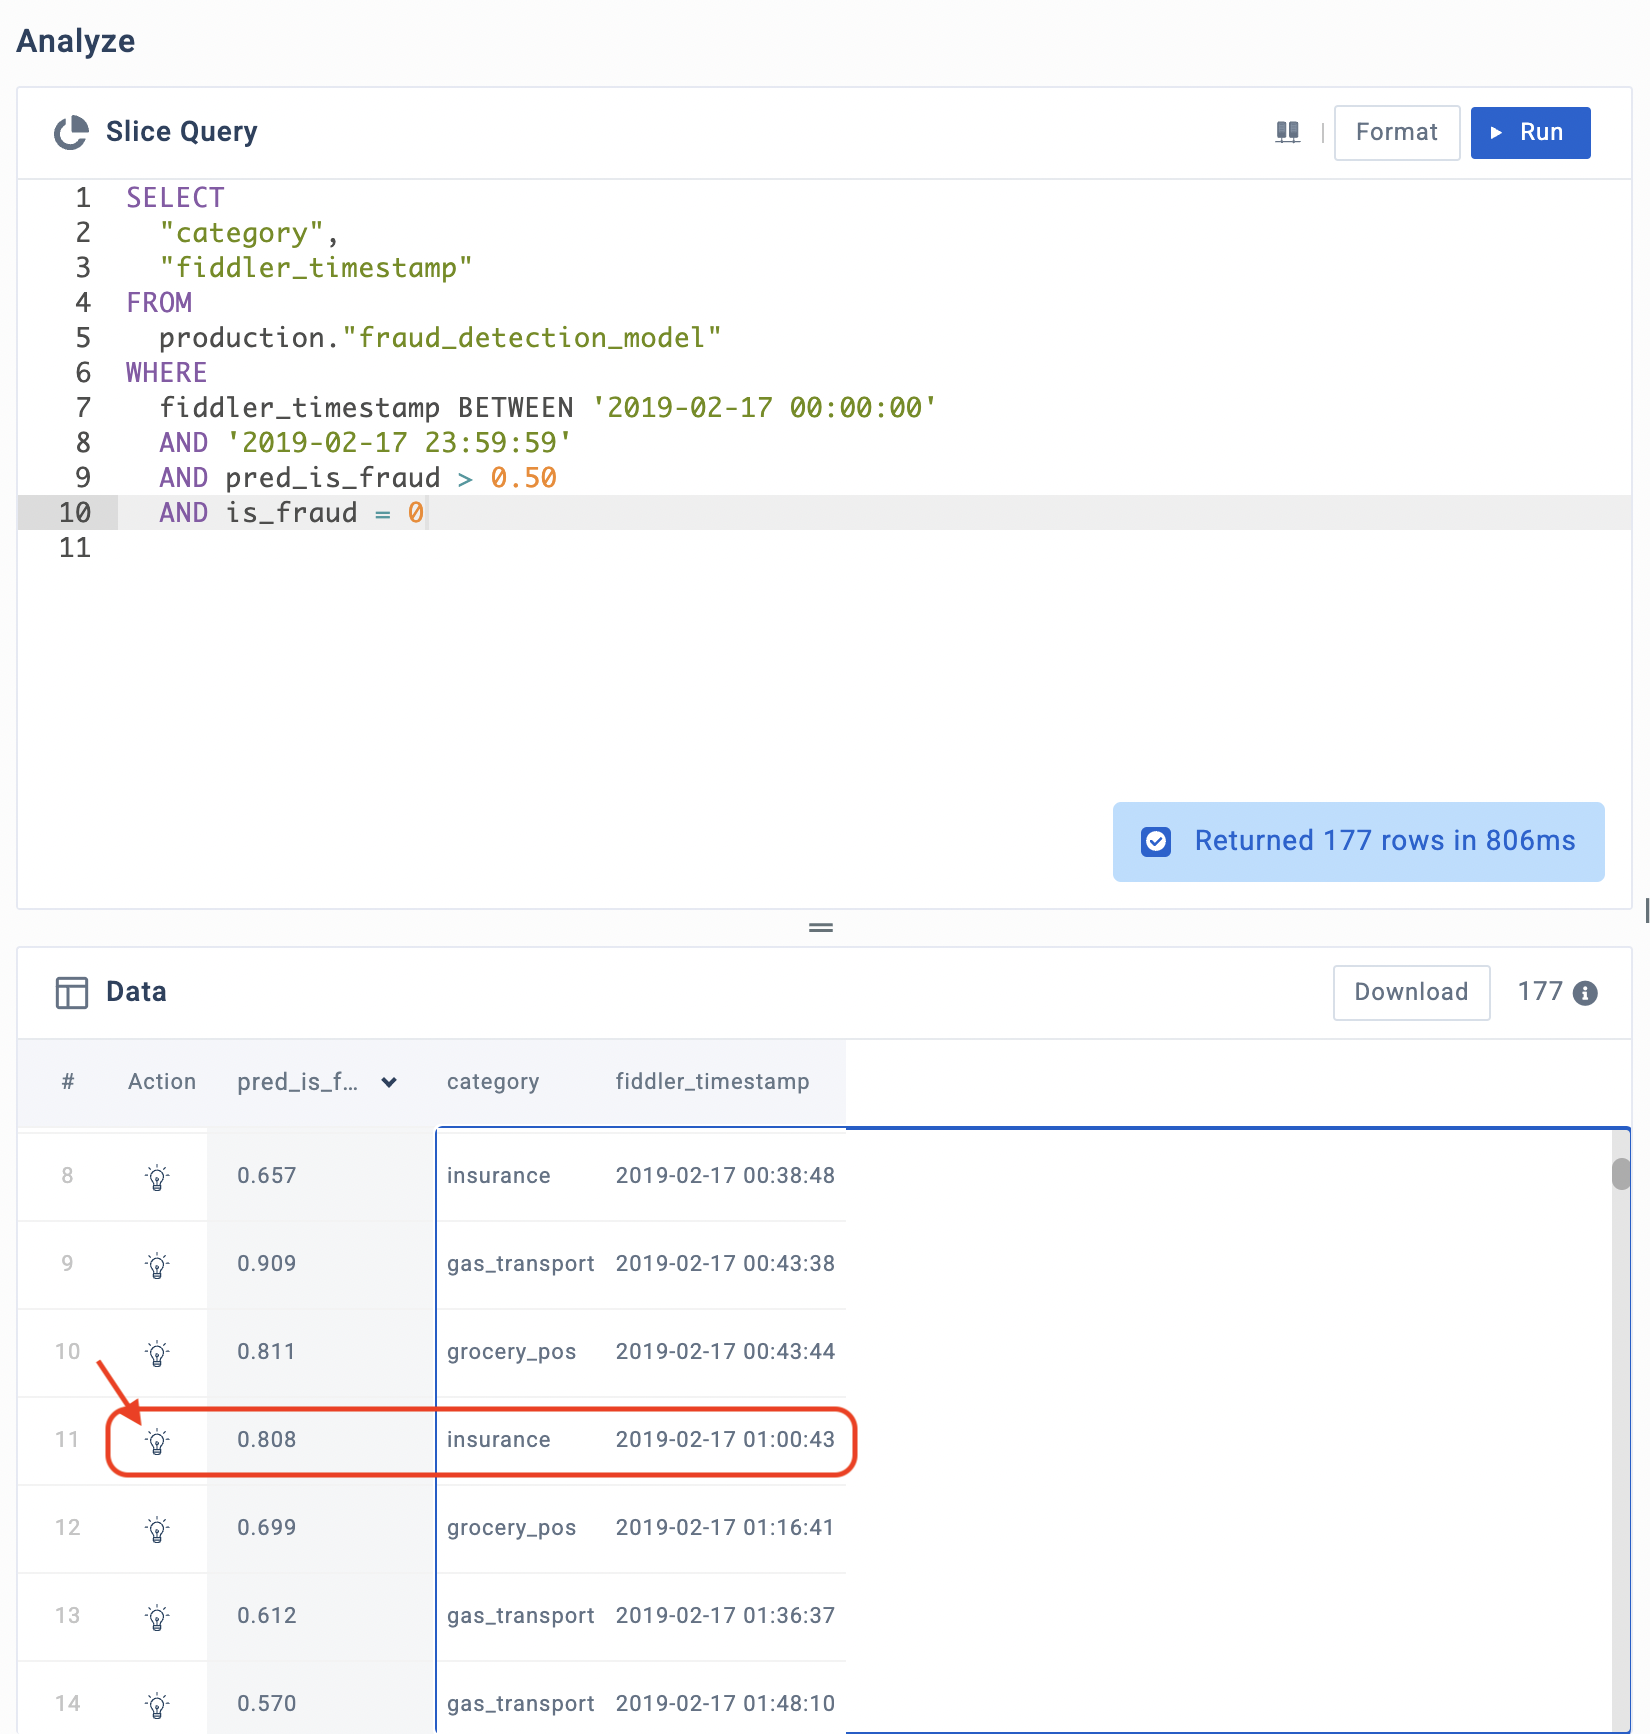 Analyze
Slice Query
Format
Run
1 SELECT
2 "category",
3 "fiddler_timestamp"
4 FROM
5 production."fraud_detection_model"
6 WHERE
7 fiddler_timestamp BETWEEN '2019-02-17 00:00:00'
8 AND '2019-02-17 23:59:59'
9 AND pred_is_fraud > 0.50
10 AND is_fraud = 0
11
Returned 177 rows in 806ms
Data
Download
177
# Action pred_is_f... category fiddler_timestamp
8 0.657 insurance 2019-02-17 00:38:48
9 0.909 gas_transport 2019-02-17 00:43:38
10 0.811 grocery_pos 2019-02-17 00:43:44
11 0.808 insurance 2019-02-17 01:00:43
12 0.699 grocery_pos 2019-02-17 01:16:41
13 0.612 gas_transport 2019-02-17 01:36:37
14 0.570 gas_transport 2019-02-17 01:48:10